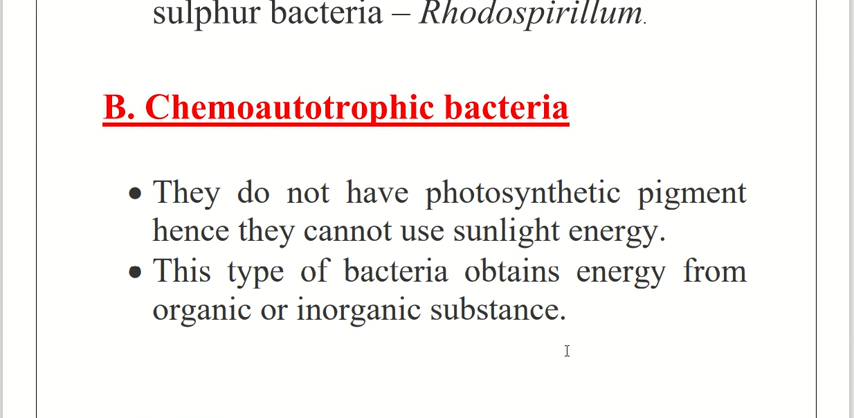 sulphur bacteria – Rhodospirillum.
B. Chemoautotrophic bacteria
● They do not have photosynthetic pigment
hence they cannot use sunlight energy.
● This type of bacteria obtains energy from
organic or inorganic substance.